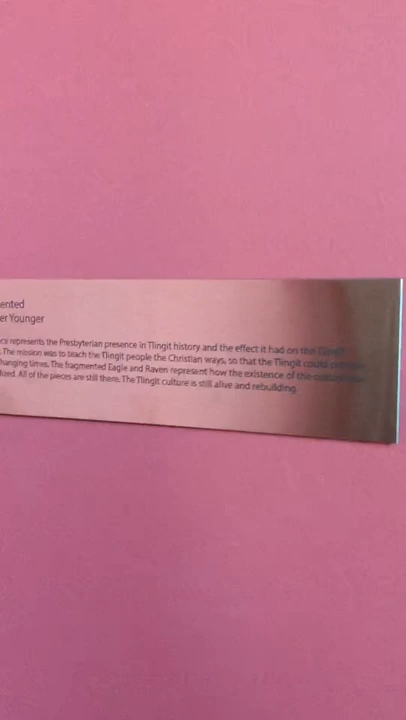 ented
er Younger
represents the Presbyterian presence in Tlingit history and the effect it had on the Tlingit
The mission was to teach the Tlingit people the Christian ways, so that the Tlingit could
hanging times. The fragmented Eagle and Raven represent how the existence of the
ized. All of the pieces are still there. The Tlingit culture is still alive and rebuilding.